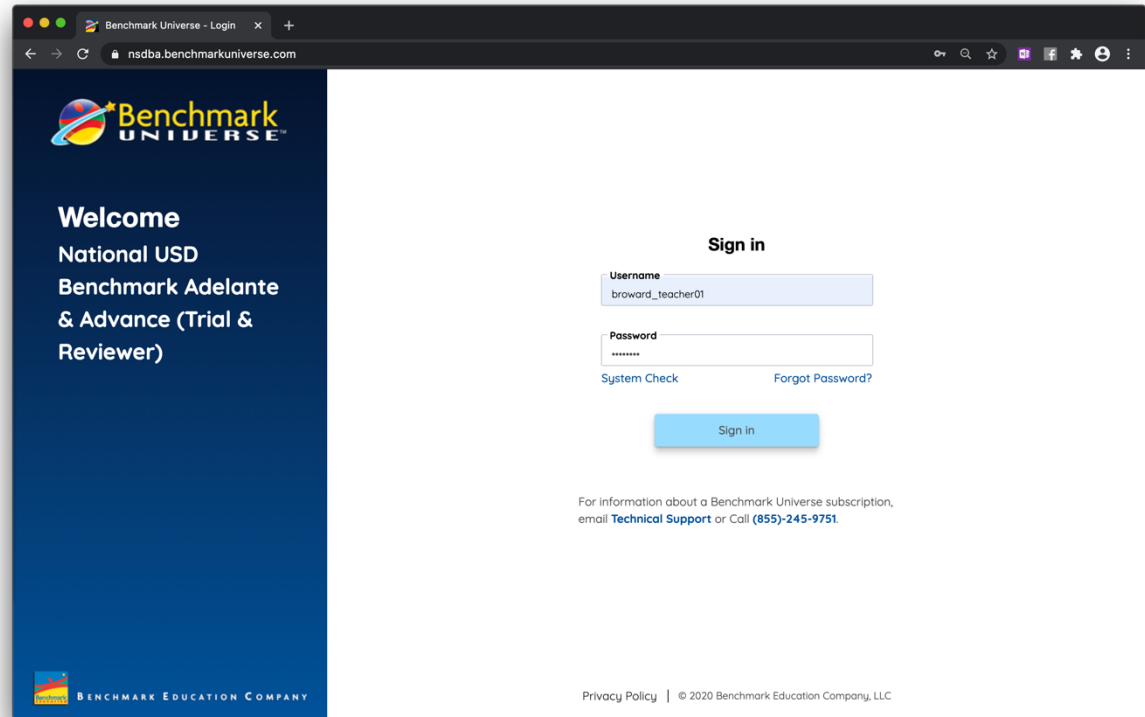 Benchmark Universe - Login
nsdba.benchmarkuniverse.com
Benchmark
UNIVERSE™
Welcome
National USD
Benchmark Adelante
& Advance (Trial &
Reviewer)
Sign in
Username
broward_teacher01
Password
••••••••
System Check Forgot Password?
Sign in
For information about a Benchmark Universe subscription,
email Technical Support or Call (855)-245-9751.
BENCHMARK EDUCATION COMPANY
Privacy Policy | © 2020 Benchmark Education Company, LLC